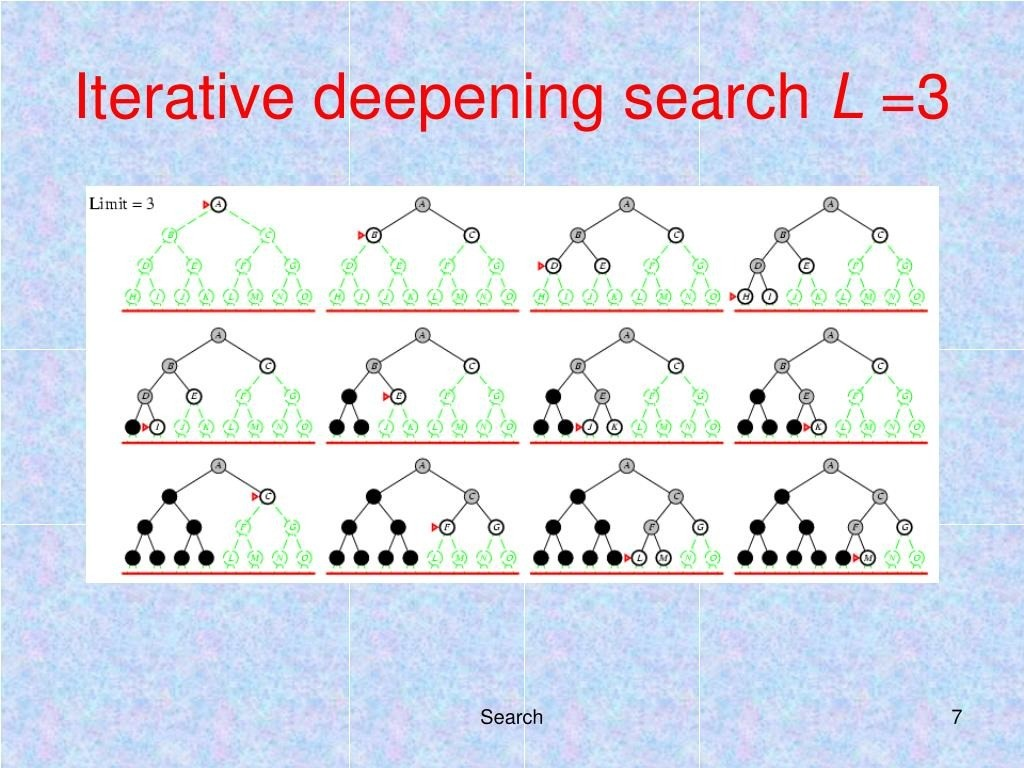 Iterative deepening search L =3
Limit = 3
A
B C
D E F G
H I J K L M N O
A
B C
D E F G
H I J K L M N O
A
B C
D E F G
H I J K L M N O
A
B C
D E F G
H I J K L M N O
A
B C
D E F G
I J K L M N O
A
B C
E F G
J K L M N O
A
B C
E F G
J K L M N O
A
B C
E F G
K L M N O
A
C
F G
L M N O
A
C
F G
L M N O
A
C
F G
L M N O
A
C
F G
M N O
Search
7